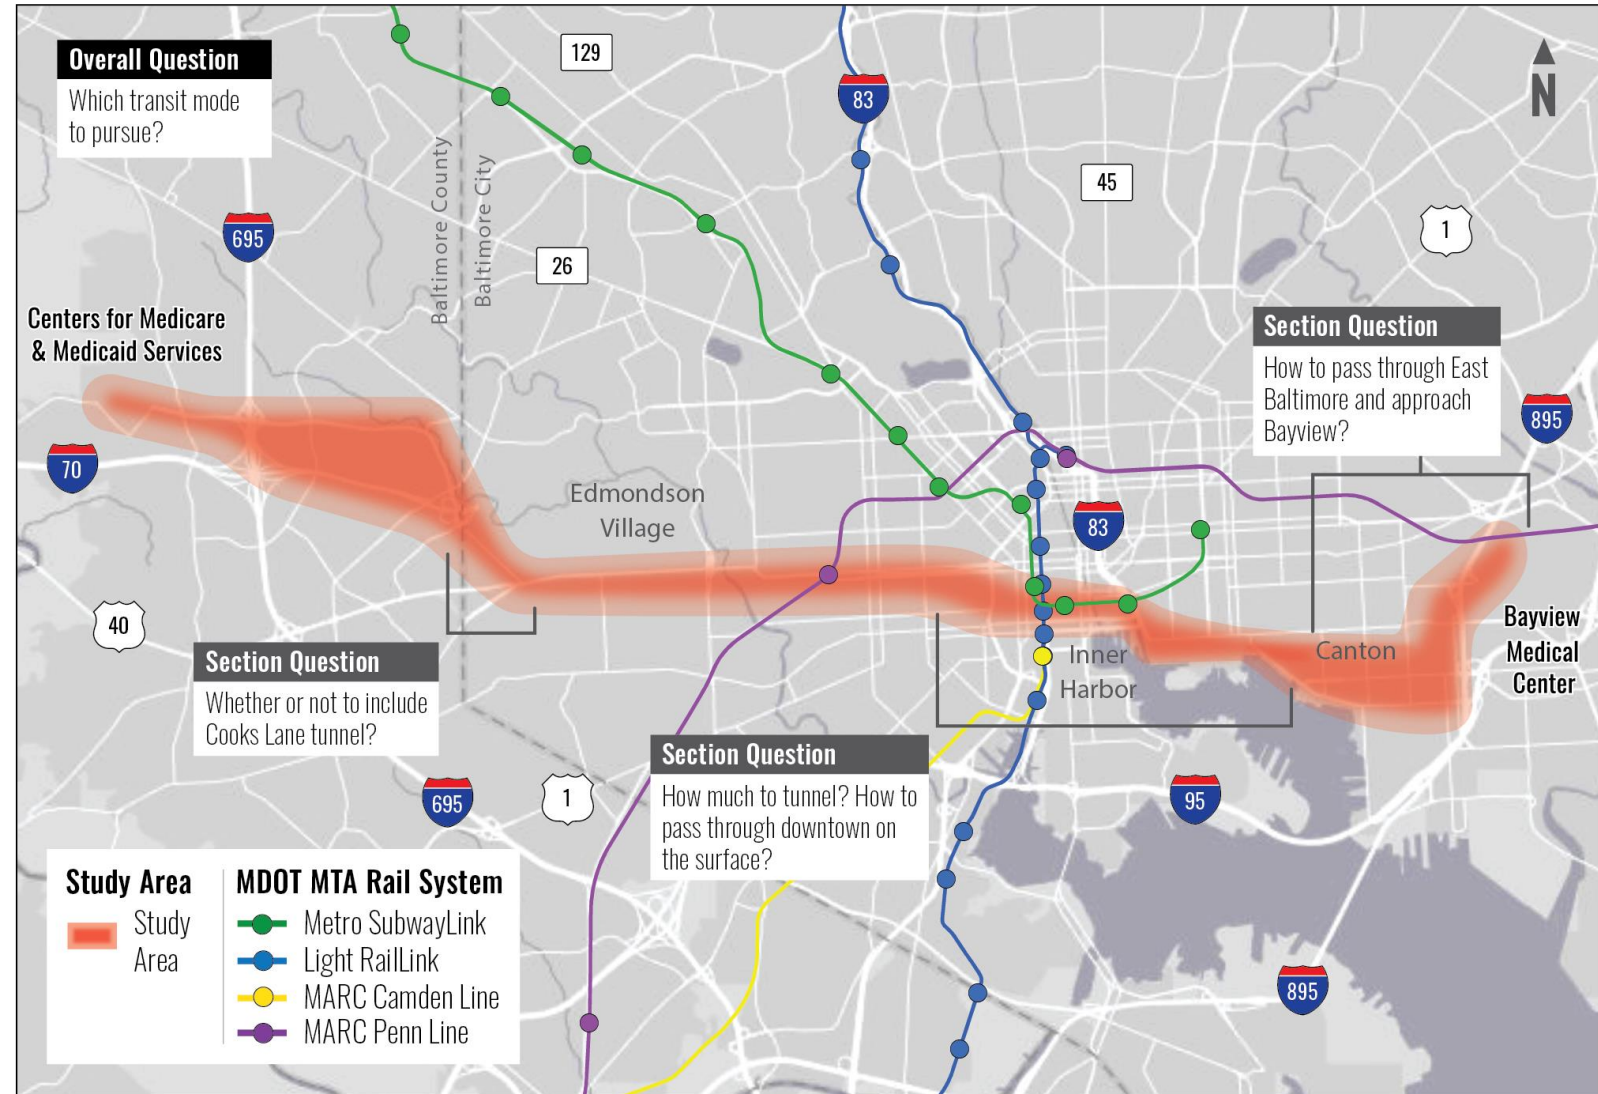 Overall Question
Which transit mode
to pursue?
129
83
N
45
1
Baltimore County
Baltimore City
695
26
Centers for Medicare
& Medicaid Services
Section Question
How to pass through East
Baltimore and approach
Bayview?
895
70
Edmondson
Village
83
40
Section Question
Whether or not to include
Cooks Lane tunnel?
Inner
Harbor
Canton
Bayview
Medical
Center
Section Question
How much to tunnel? How to
pass through downtown on
the surface?
695
1
95
895
Study Area
Study
Area
MDOT MTA Rail System
Metro SubwayLink
Light RailLink
MARC Camden Line
MARC Penn Line